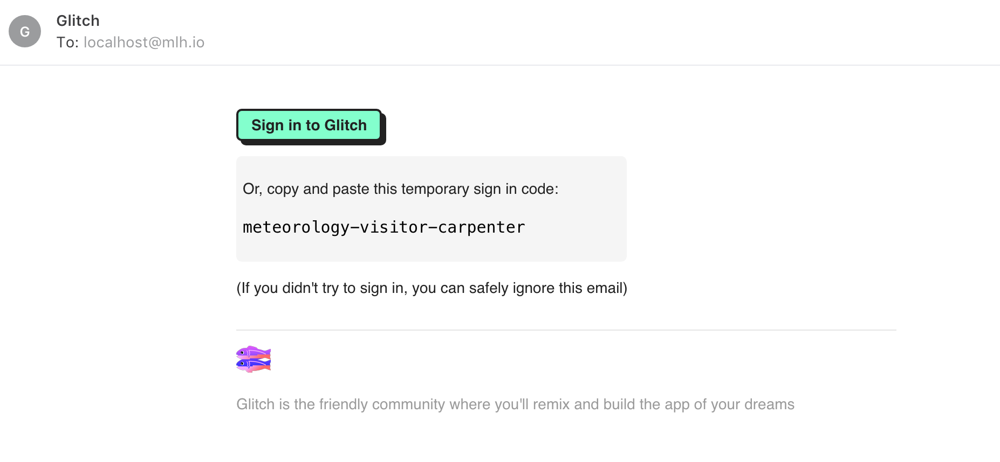 G
Glitch
To: localhost@mlh.io
Sign in to Glitch
Or, copy and paste this temporary sign in code:
meteorology-visitor-carpenter
(If you didn't try to sign in, you can safely ignore this email)
Glitch is the friendly community where you'll remix and build the app of your dreams